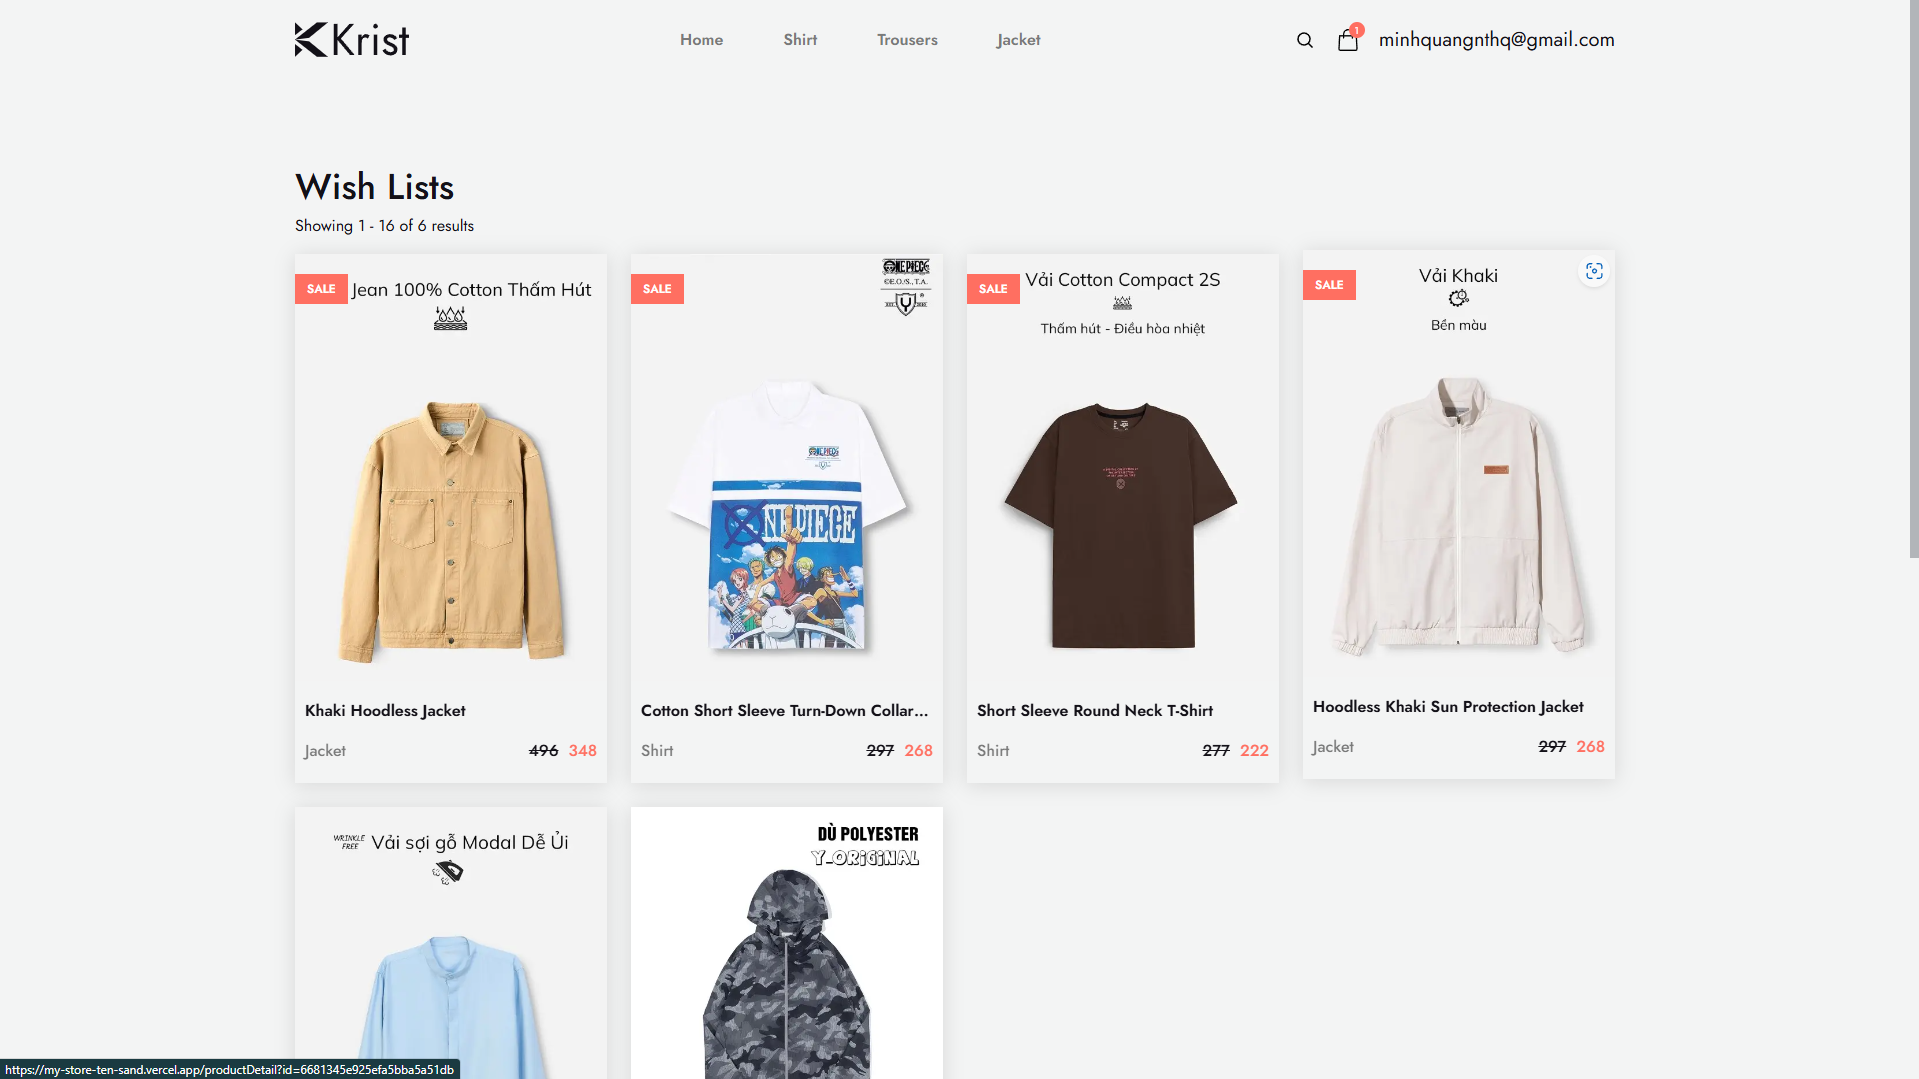 Krist
Home
Shirt
Trousers
Jacket
1
minhquangnthq@gmail.com
Wish Lists
Showing 1 - 16 of 6 results
SALE
Jean 100% Cotton Thấm Hút
Khaki Hoodless Jacket
Jacket
496 348
SALE
ONE PIECE
©E.O/S., T.A.
Y
ONE PIECE
ONE PIECE
Cotton Short Sleeve Turn-Down Collar...
Shirt
297 268
SALE
Vải Cotton Compact 2S
Thấm hút - Điều hòa nhiệt
Short Sleeve Round Neck T-Shirt
Shirt
277 222
SALE
Vải Khaki
Bền màu
Hoodless Khaki Sun Protection Jacket
Jacket
297 268
WRINKLE
FREE
Vải sợi gỗ Modal Dễ Ủi
DÙ POLYESTER
Y_ORIGINAL
https://my-store-ten-sand.vercel.app/productDetail?id=6681345e925efa5bba5a51db